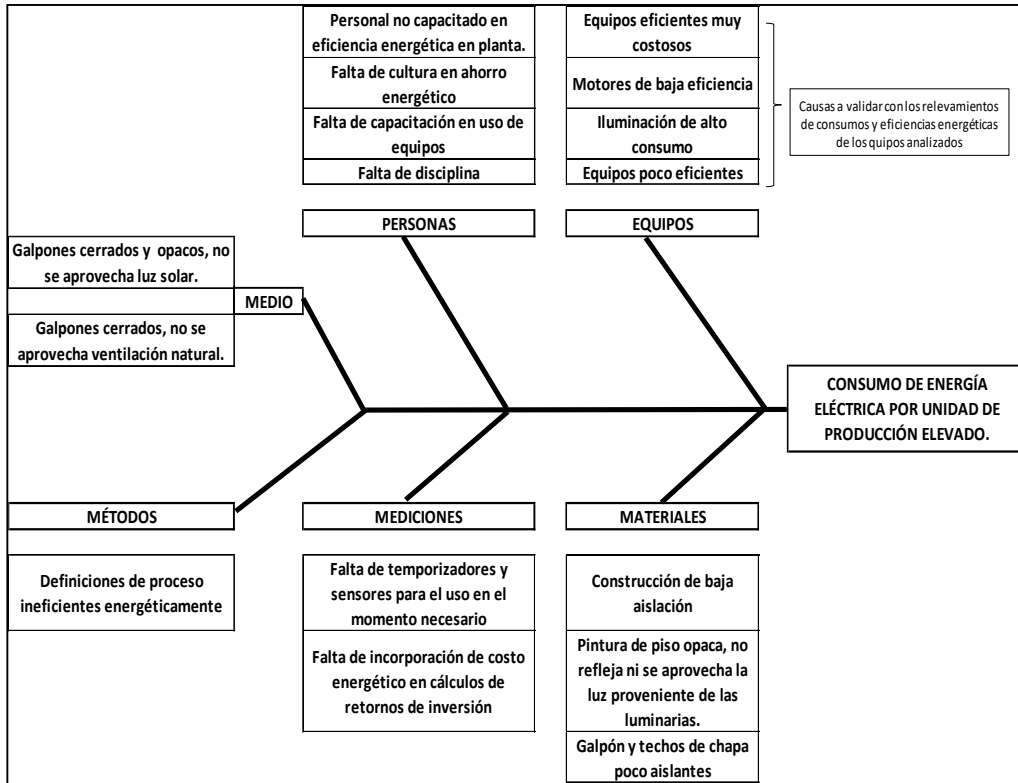 Personal no capacitado en
eficiencia energética en planta.
Falta de cultura en ahorro
energético
Falta de capacitación en uso de
equipos
Falta de disciplina
Equipos eficientes muy
costosos
Motores de baja eficiencia
Iluminación de alto
consumo
Equipos poco eficientes
Causas a validar con los relevamientos
de consumos y eficiencias energéticas
de los quipos analizados
PERSONAS
EQUIPOS
Galpones cerrados y opacos, no
se aprovecha luz solar.
MEDIO
Galpones cerrados, no se
aprovecha ventilación natural.
CONSUMO DE ENERGÍA
ELÉCTRICA POR UNIDAD DE
PRODUCCIÓN ELEVADO.
MÉTODOS
MEDICIONES
MATERIALES
Definiciones de proceso
ineficientes energéticamente
Falta de temporizadores y
sensores para el uso en el
momento necesario
Falta de incorporación de costo
energético en cálculos de
retornos de inversión
Construcción de baja
aislación
Pintura de piso opaca, no
refleja ni se aprovecha la
luz proveniente de las
luminarias.
Galpón y techos de chapa
poco aislantes